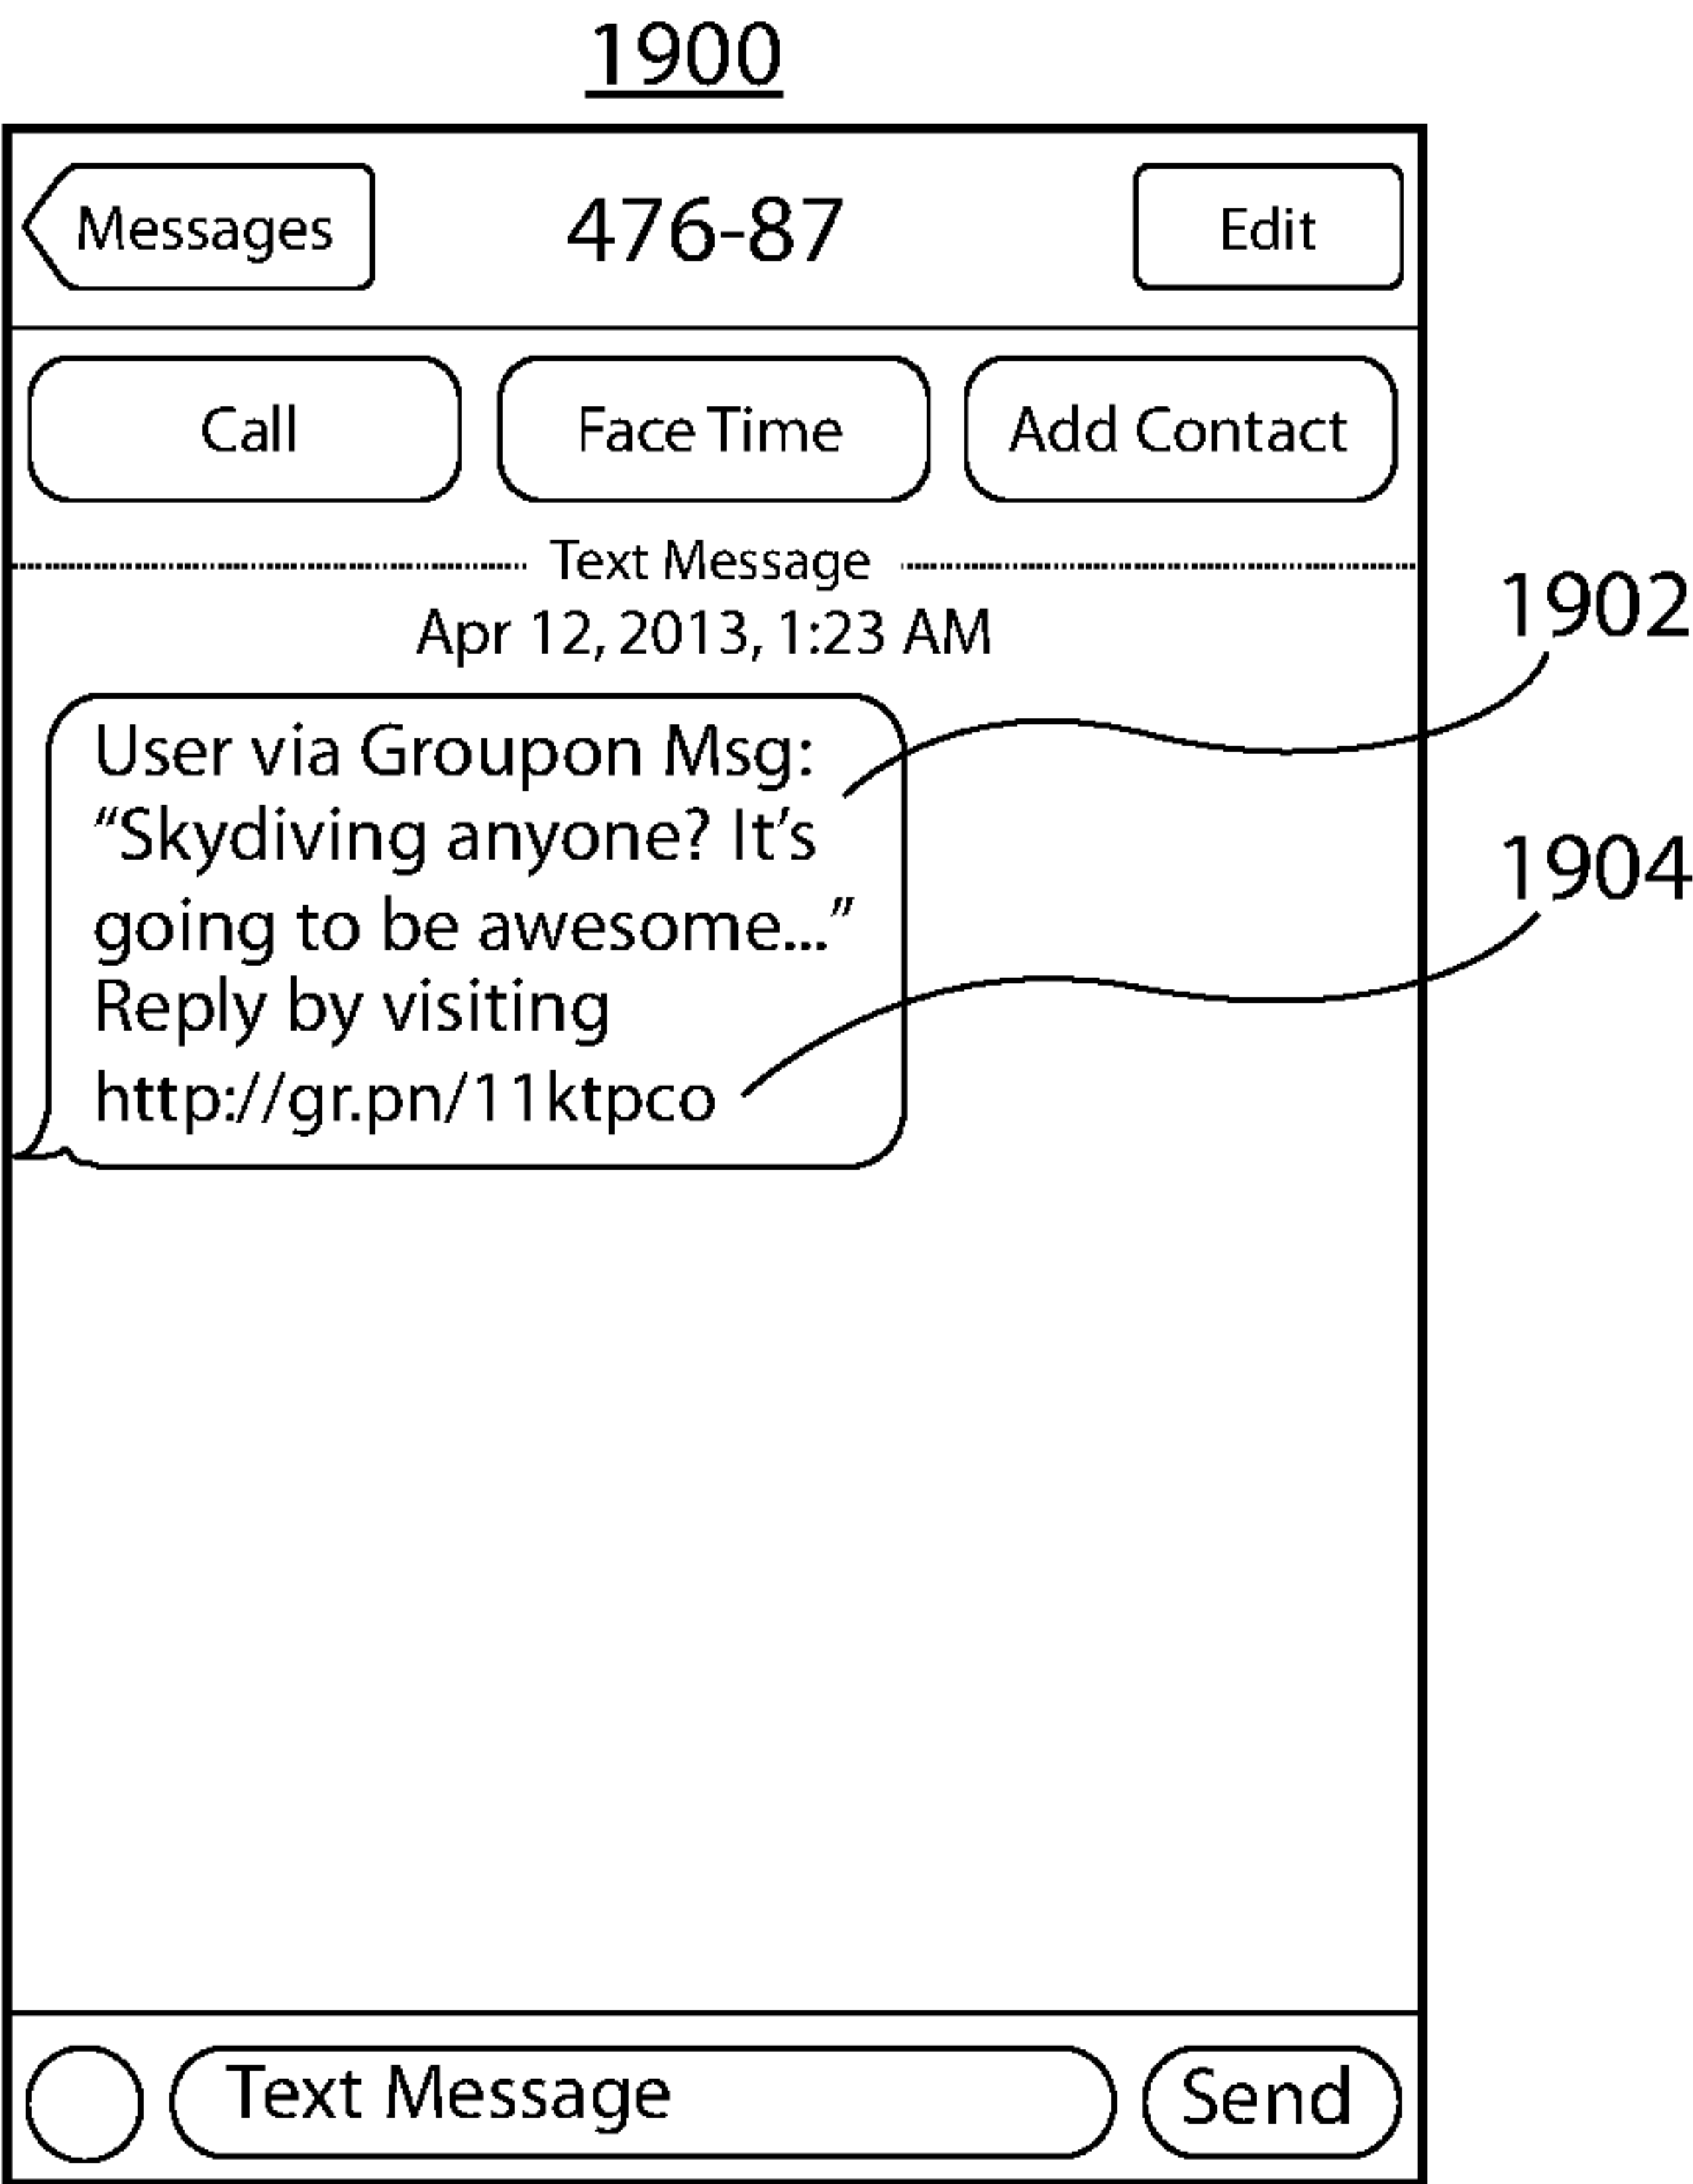 1900
Messages
476-87
Edit
Call
Face Time
Add Contact
Text Message
Apr 12, 2013, 1:23 AM
1902
User via Groupon Msg:
“Skydiving anyone? It’s
going to be awesome...”
Reply by visiting
http://gr.pn/11ktpco
1904
Text Message
Send